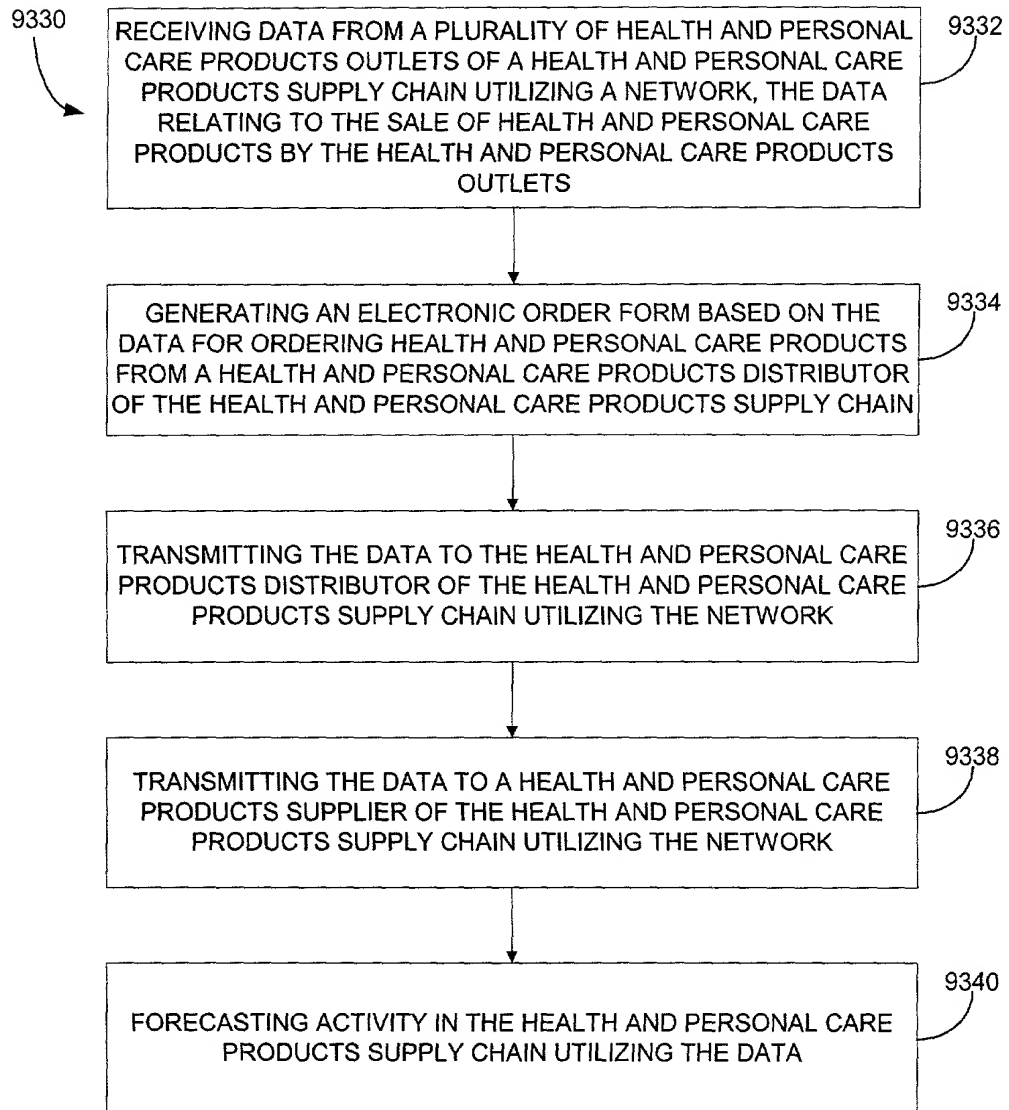 9330
RECEIVING DATA FROM A PLURALITY OF HEALTH AND PERSONAL
CARE PRODUCTS OUTLETS OF A HEALTH AND PERSONAL CARE
PRODUCTS SUPPLY CHAIN UTILIZING A NETWORK, THE DATA
RELATING TO THE SALE OF HEALTH AND PERSONAL CARE
PRODUCTS BY THE HEALTH AND PERSONAL CARE PRODUCTS
OUTLETS
9332
GENERATING AN ELECTRONIC ORDER FORM BASED ON THE
DATA FOR ORDERING HEALTH AND PERSONAL CARE PRODUCTS
FROM A HEALTH AND PERSONAL CARE PRODUCTS DISTRIBUTOR
OF THE HEALTH AND PERSONAL CARE PRODUCTS SUPPLY CHAIN
9334
TRANSMITTING THE DATA TO THE HEALTH AND PERSONAL CARE
PRODUCTS DISTRIBUTOR OF THE HEALTH AND PERSONAL CARE
PRODUCTS SUPPLY CHAIN UTILIZING THE NETWORK
9336
TRANSMITTING THE DATA TO A HEALTH AND PERSONAL CARE
PRODUCTS SUPPLIER OF THE HEALTH AND PERSONAL CARE
PRODUCTS SUPPLY CHAIN UTILIZING THE NETWORK
9338
FORECASTING ACTIVITY IN THE HEALTH AND PERSONAL CARE
PRODUCTS SUPPLY CHAIN UTILIZING THE DATA
9340